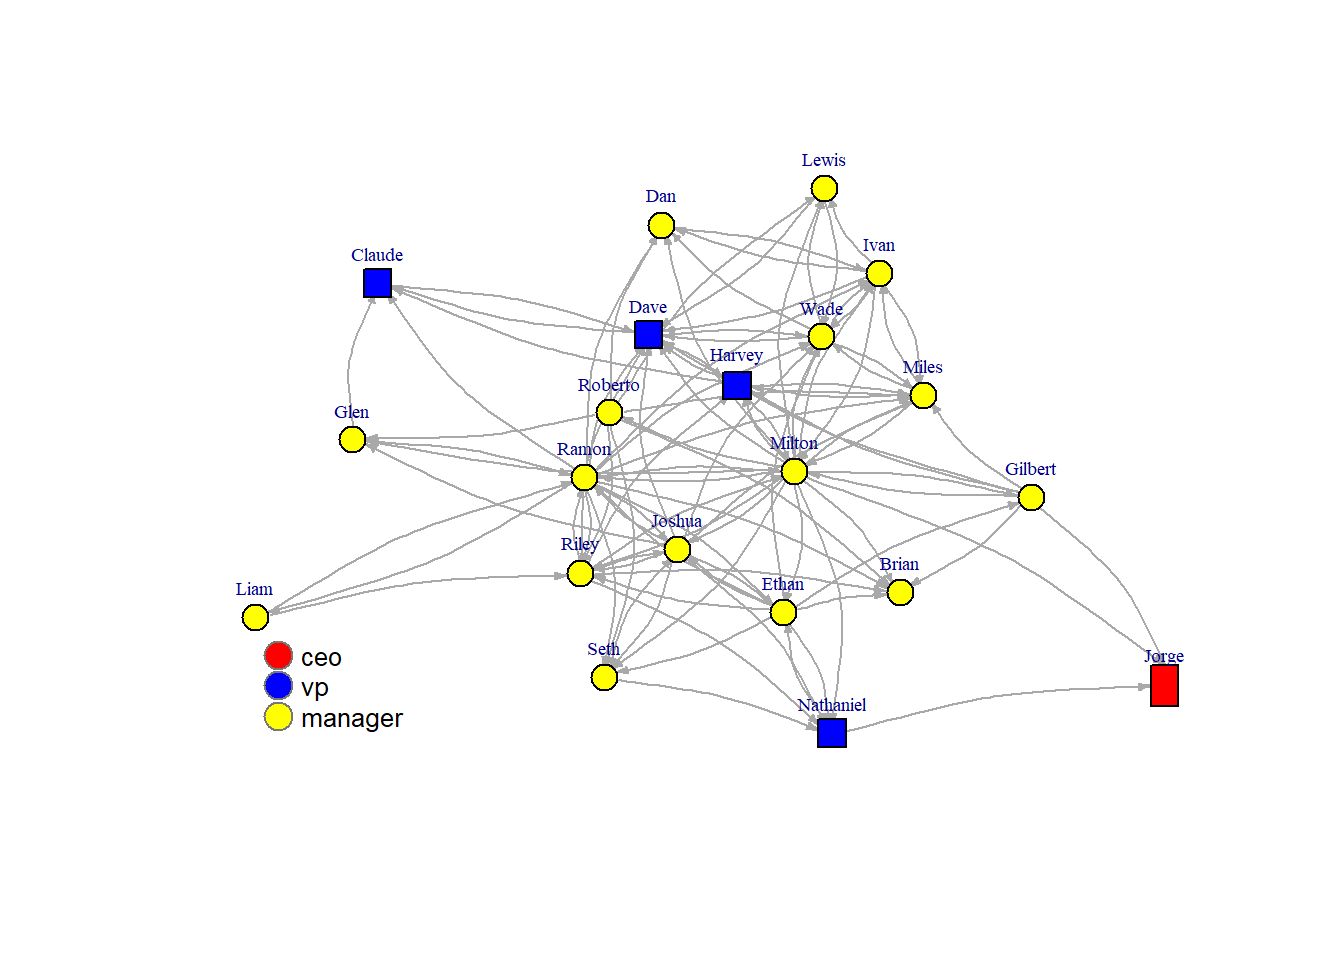 Lewis
Dan
Ivan
Claude
Dave
Wade
Harvey
Miles
Roberto
Glen
Milton
Ramon
Gilbert
Joshua
Riley
Brian
Ethan
Liam
Seth
Jorge
ceo
vp
Nathaniel
manager